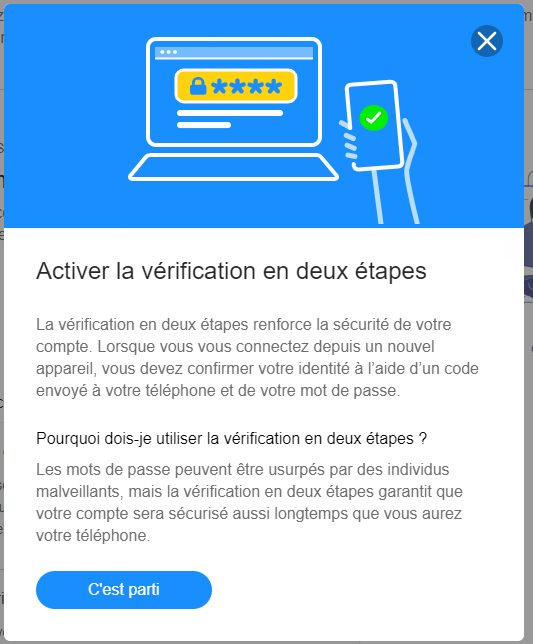 ****
Activer la vérification en deux étapes
La vérification en deux étapes renforce la sécurité de votre
compte. Lorsque vous vous connectez depuis un nouvel
appareil, vous devez confirmer votre identité à l’aide d’un code
envoyé à votre téléphone et de votre mot de passe.
Pourquoi dois-je utiliser la vérification en deux étapes ?
Les mots de passe peuvent être usurpés par des individus
malveillants, mais la vérification en deux étapes garantit que
votre compte sera sécurisé aussi longtemps que vous aurez
votre téléphone.
C'est parti